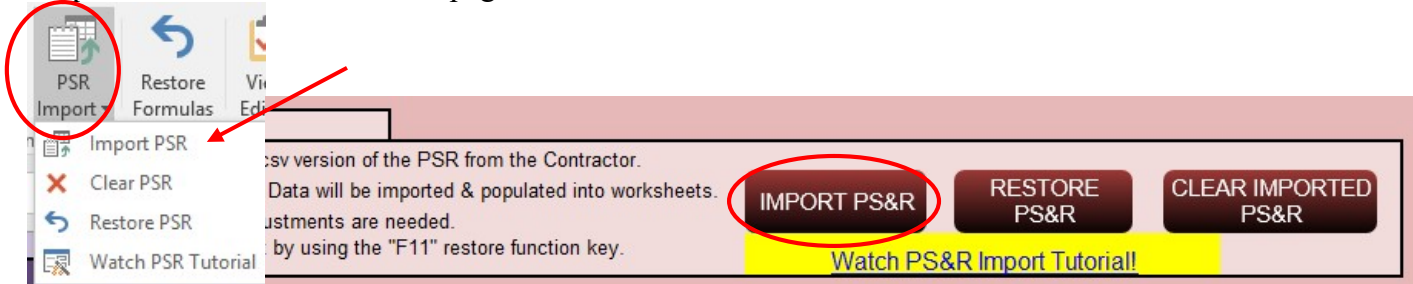 PSR Import
Restore Formulas
Import PSR
Clear PSR
Restore PSR
Watch PSR Tutorial
csv version of the PSR from the Contractor.
Data will be imported & populated into worksheets.
ustments are needed.
by using the "F11" restore function key.
IMPORT PS&R
RESTORE
PS&R
CLEAR IMPORTED
PS&R
Watch PS&R Import Tutorial!